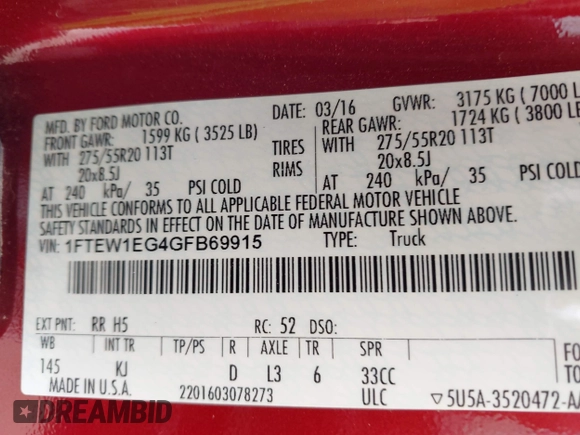 MFD. BY FORD MOTOR CO.
DATE: 03/16 GVWR: 3175 KG ( 7000 L
FRONT GAWR: 1599 KG ( 3525 LB) REAR GAWR: 1724 KG ( 3800 LB
WITH 275/55R20 113T TIRES WITH 275/55R20 113T
20x8.5J RIMS 20x8.5J
AT 240 kPa/ 35 PSI COLD AT 240 kPa/ 35 PSI COLD
THIS VEHICLE CONFORMS TO ALL APPLICABLE FEDERAL MOTOR VEHICLE
SAFETY STANDARDS IN EFFECT ON THE DATE OF MANUFACTURE SHOWN ABOVE.
VIN: 1FTEW1EG4GFB69915 TYPE: Truck
EXT PNT: RR H5 RC: 52 DSO:
WB INT TR TP/PS R AXLE TR SPR
145 KJ D L3 6 33CC
MADE IN U.S.A. 2201603078273 ULC ▽5U5A-3520472-AA
FO
TO
DREAMBID